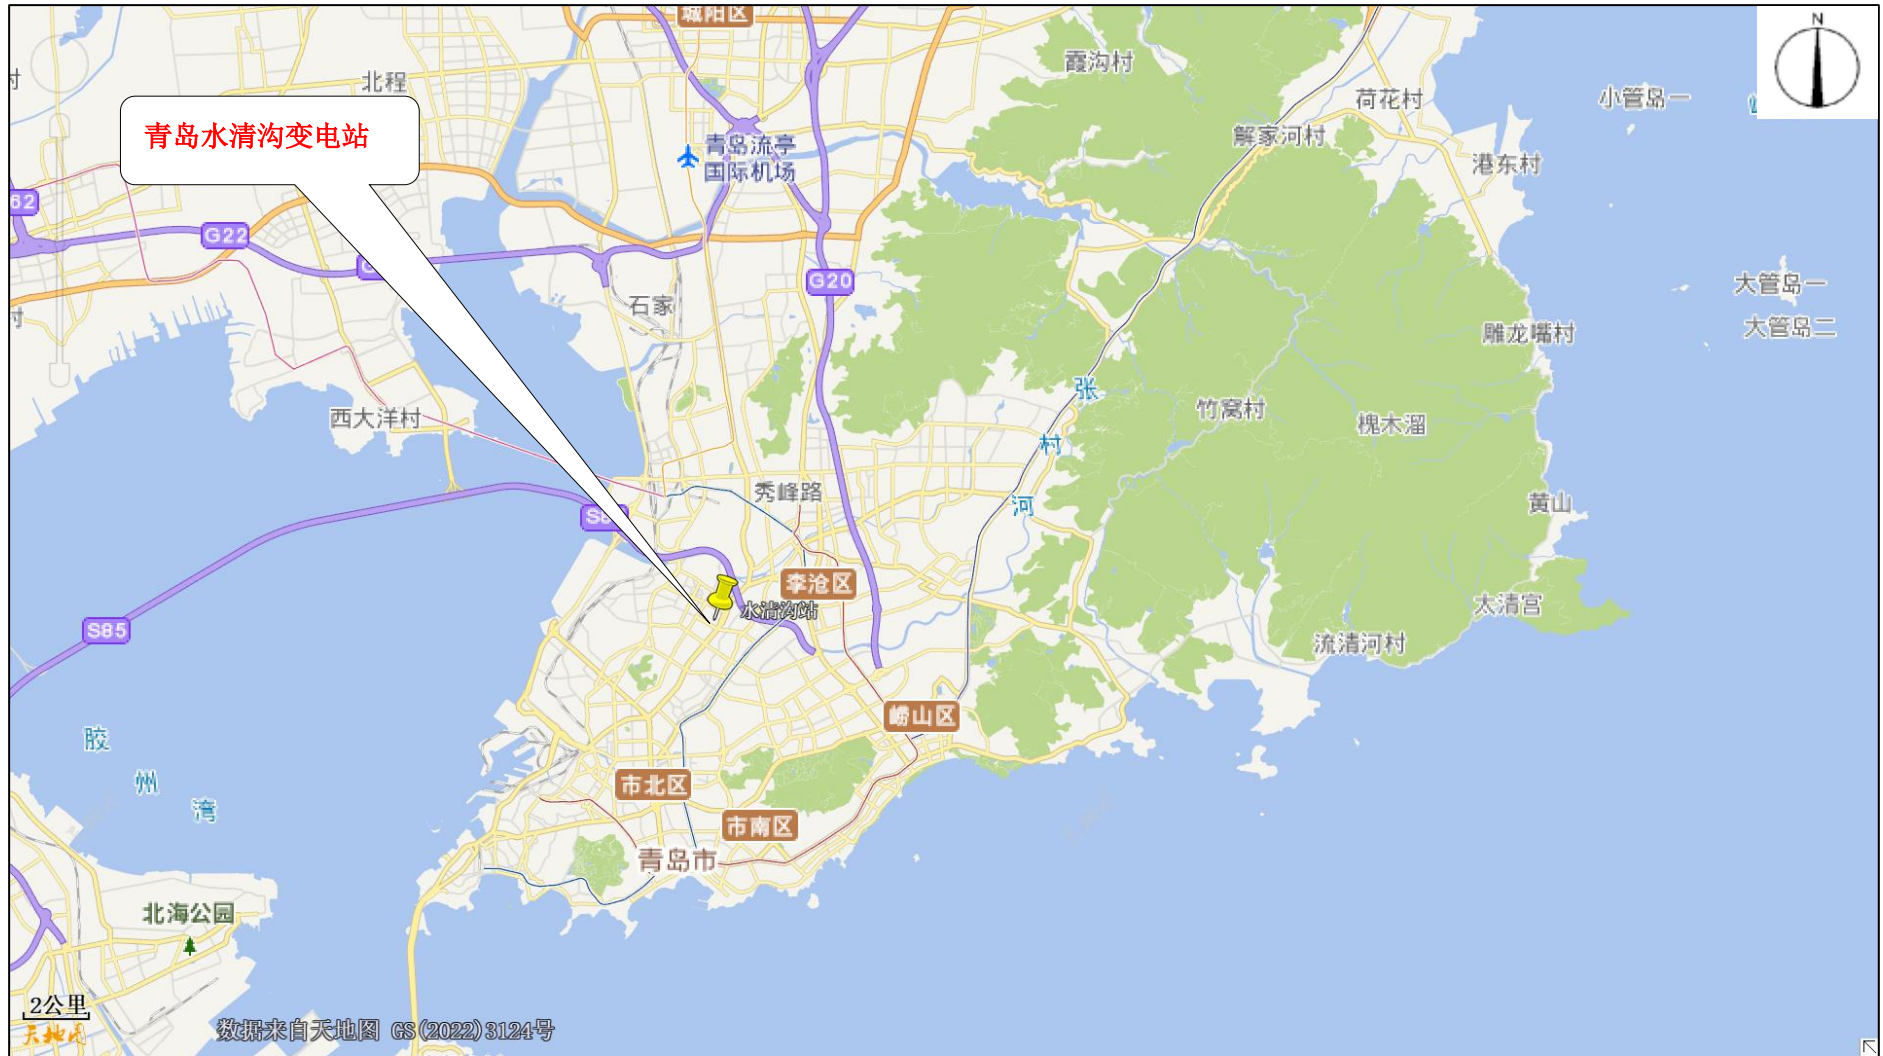 城阳区
N
霞沟村
村
北程
荷花村
小管岛一
青岛水清沟变电站
解家河村
青岛流亭
国际机场
港东村
G22
G20
大管岛一
石家
村
大管岛二
雕龙嘴村
张
竹窝村
西大洋村
槐木溜
村
秀峰路
河
黄山
李沧区
太清宫
水清沟站
S85
流清河村
崂山区
胶
州
湾
市北区
市南区
青岛市
北海公园
2公里
天地图
数据来自天地图 GS(2022)3124号